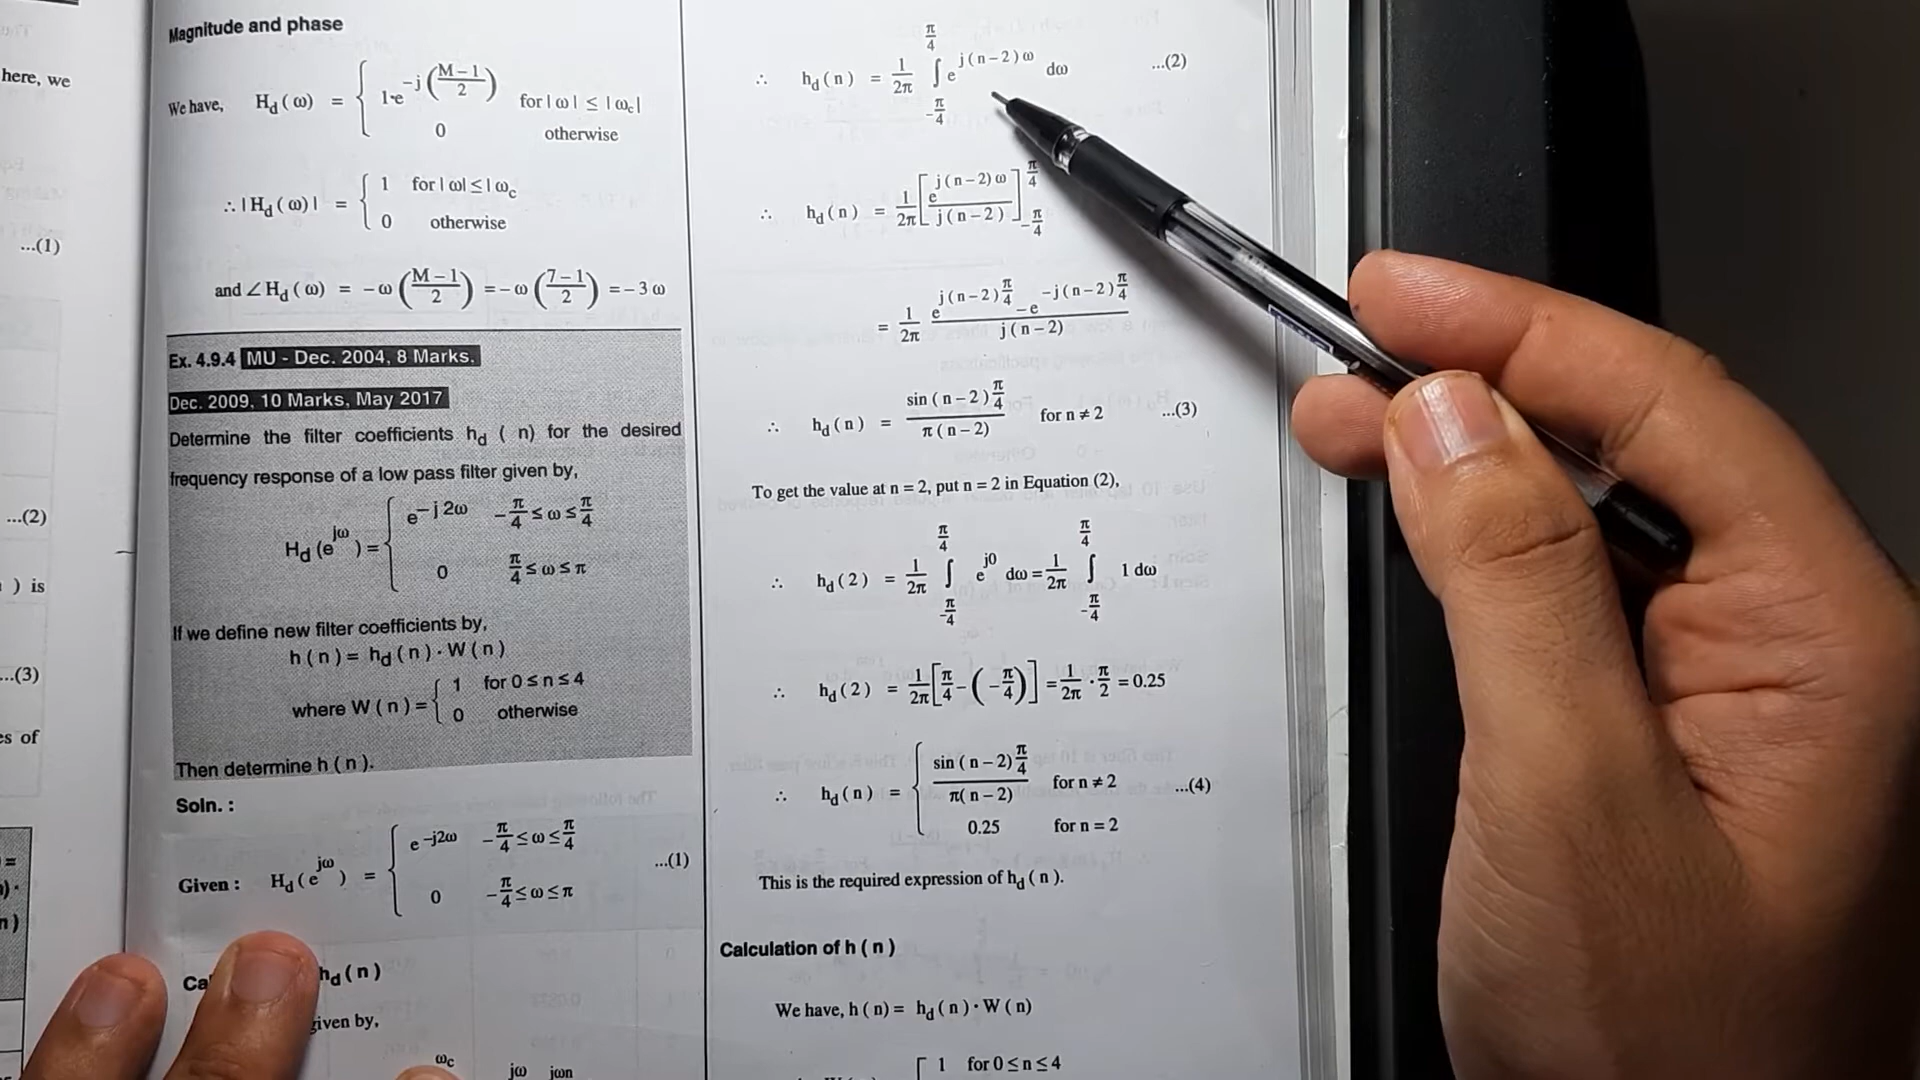 here, we
...(1)
...(2)
) is
...(3)
es of
Magnitude and phase
We have, H_d(ω) = { 1·e^{-j((M-1)/2)} for |ω| ≤ |ω_c|
0 otherwise
∴ |H_d(ω)| = { 1 for |ω| ≤ |ω_c
0 otherwise
and ∠H_d(ω) = -ω((M-1)/2) = -ω((7-1)/2) = -3ω
Ex. 4.9.4 MU - Dec. 2004, 8 Marks.
Dec. 2009, 10 Marks, May 2017
Determine the filter coefficients h_d(n) for the desired
frequency response of a low pass filter given by,
H_d(e^{jω}) = { e^{-j2ω} -π/4 ≤ ω ≤ π/4
0 π/4 ≤ ω ≤ π
If we define new filter coefficients by,
h(n) = h_d(n)·W(n)
where W(n) = { 1 for 0 ≤ n ≤ 4
0 otherwise
Then determine h(n).
Soln. :
Given : H_d(e^{jω}) = { e^{-j2ω} -π/4 ≤ ω ≤ π/4
0 -π/4 ≤ ω ≤ π ...(1)
h_d(n)
given by,
ω_c
jω jωn
∴ h_d(n) = 1/2π ∫_{-π/4}^{π/4} e^{j(n-2)ω} dω ...(2)
∴ h_d(n) = 1/2π [e^{j(n-2)ω} / j(n-2)]_{-π/4}^{π/4}
= 1/2π (e^{j(n-2)π/4} - e^{-j(n-2)π/4}) / j(n-2)
∴ h_d(n) = sin(n-2)π/4 / π(n-2) for n ≠ 2 ...(3)
To get the value at n = 2, put n = 2 in Equation (2),
∴ h_d(2) = 1/2π ∫_{-π/4}^{π/4} e^{j0} dω = 1/2π ∫_{-π/4}^{π/4} 1 dω
∴ h_d(2) = 1/2π [π/4 - (-π/4)] = 1/2π · π/2 = 0.25
∴ h_d(n) = { sin(n-2)π/4 / π(n-2) for n ≠ 2
0.25 for n = 2 ...(4)
This is the required expression of h_d(n).
Calculation of h(n)
We have, h(n) = h_d(n)·W(n)
1 for 0 ≤ n ≤ 4